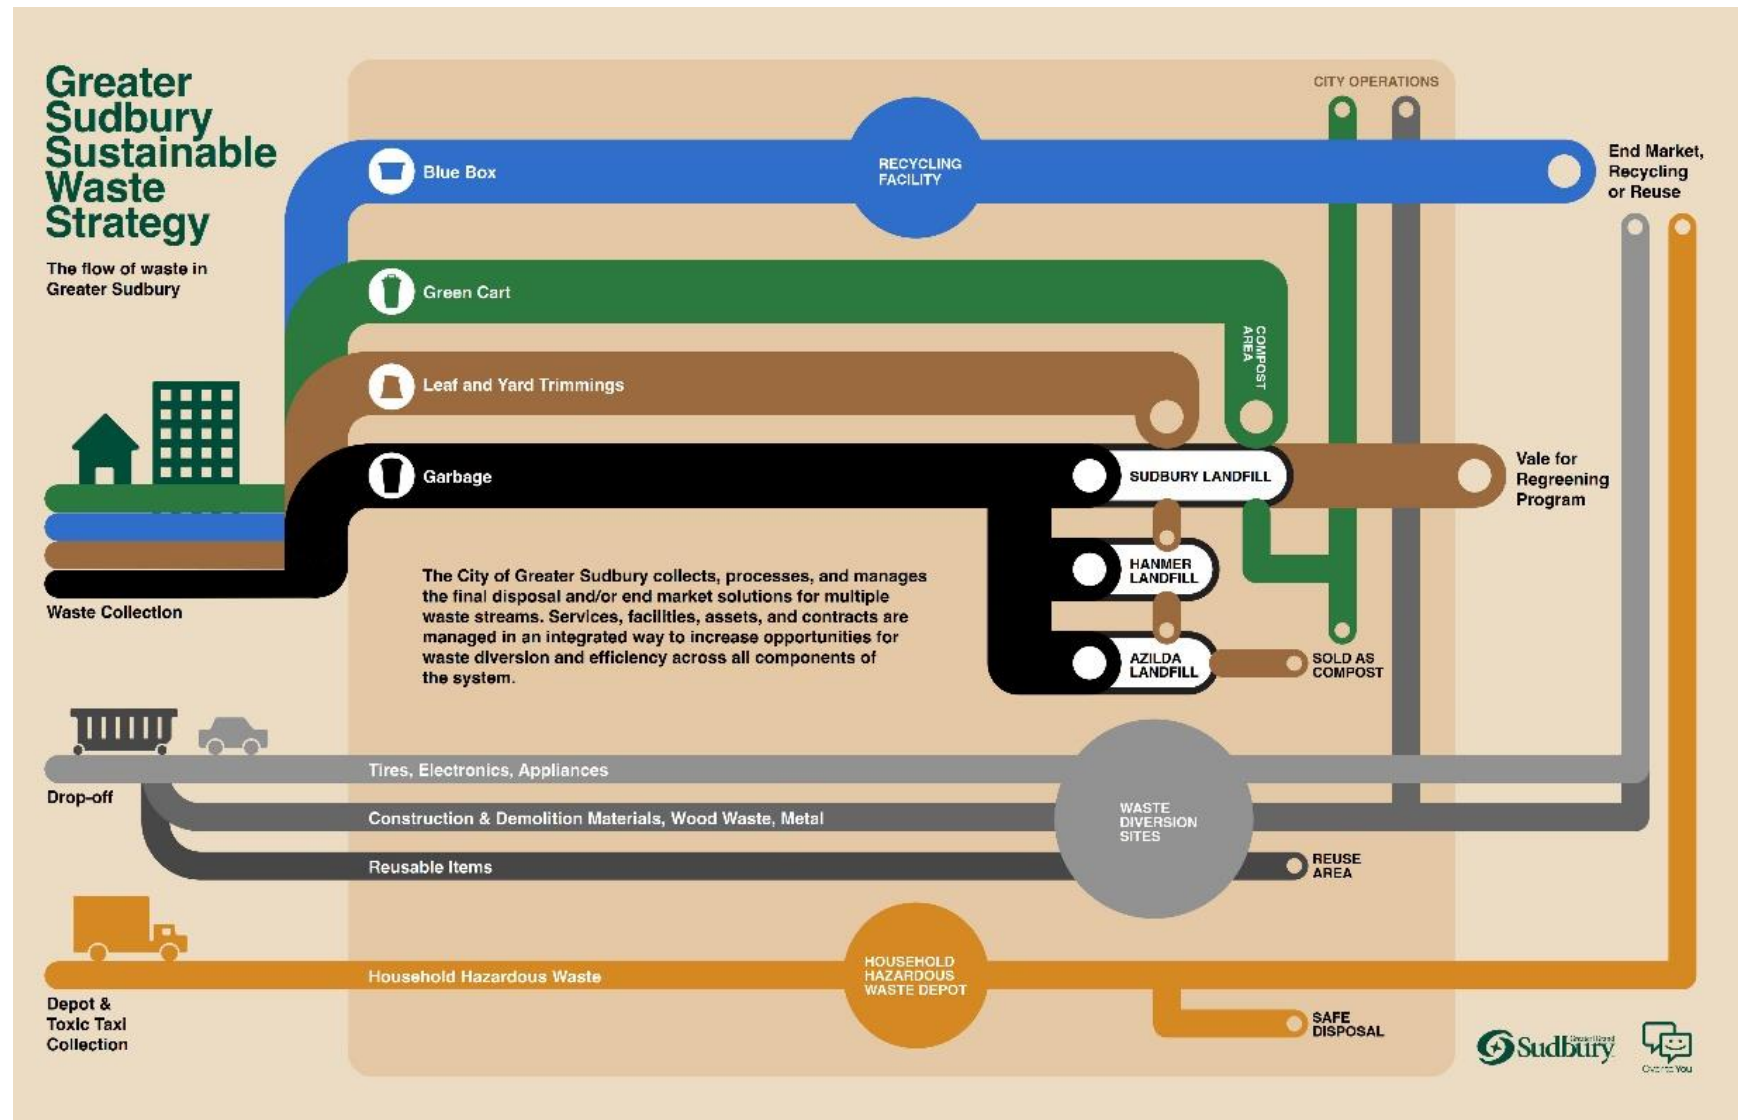 Greater
Sudbury
Sustainable
Waste
Strategy
The flow of waste in
Greater Sudbury
CITY OPERATIONS
Blue Box
RECYCLING
FACILITY
End Market,
Recycling
or Reuse
Green Cart
COMPOST
AREA
Leaf and Yard Trimmings
Garbage
SUDBURY LANDFILL
Vale for
Regreening
Program
HANMER
LANDFILL
AZILDA
LANDFILL
SOLD AS
COMPOST
Waste Collection
The City of Greater Sudbury collects, processes, and manages
the final disposal and/or end market solutions for multiple
waste streams. Services, facilities, assets, and contracts are
managed in an integrated way to increase opportunities for
waste diversion and efficiency across all components of
the system.
Drop-off
Tires, Electronics, Appliances
Construction & Demolition Materials, Wood Waste, Metal
Reusable Items
WASTE
DIVERSION
SITES
REUSE
AREA
Depot &
Toxic Taxi
Collection
Household Hazardous Waste
HOUSEHOLD
HAZARDOUS
WASTE DEPOT
SAFE
DISPOSAL
Sudbury
Over to You